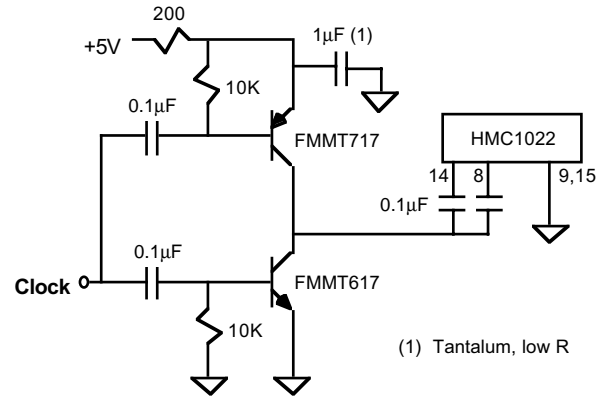 200
+5V
1µF (1)
10K
0.1µF
FMMT717
HMC1022
14 8 9,15
0.1µF
0.1µF
Clock
FMMT617
10K
(1) Tantalum, low R